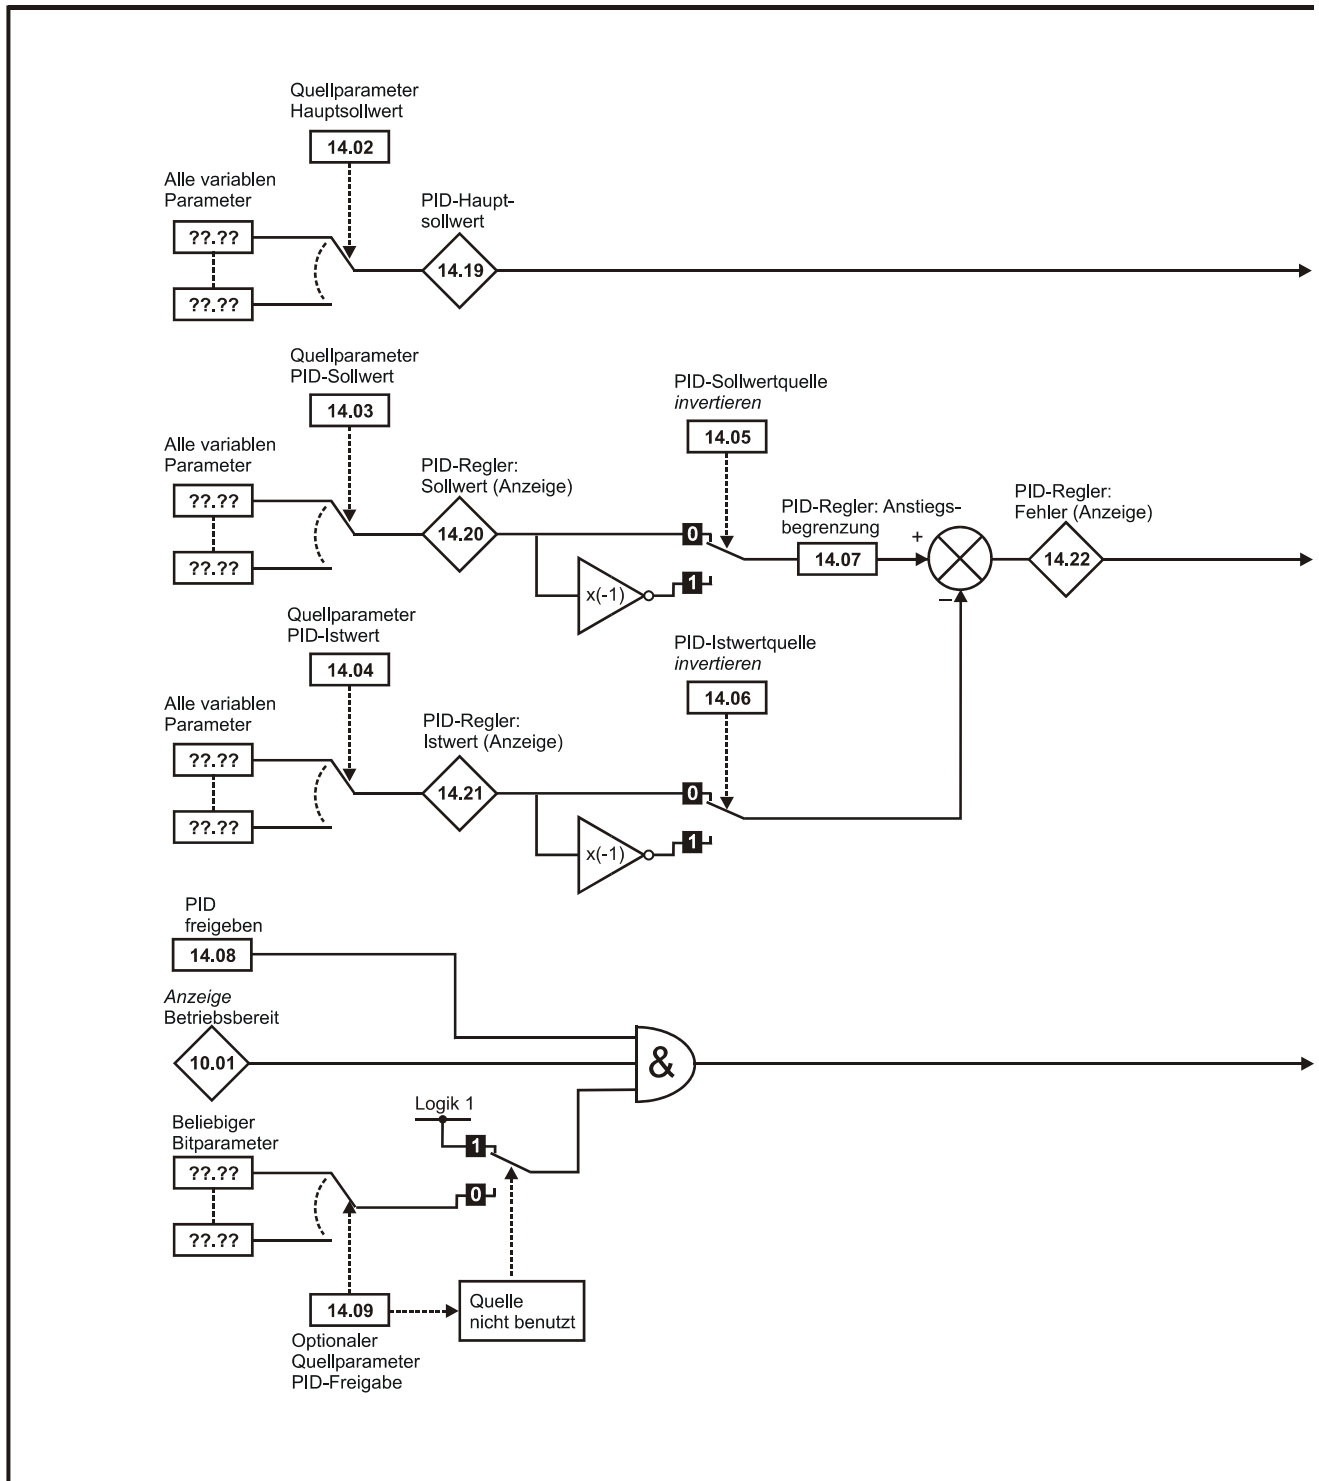 Quellparameter
Hauptsollwert
14.02
Alle variablen
Parameter
??.??
??.??
PID-Haupt-
sollwert
14.19
Quellparameter
PID-Sollwert
14.03
Alle variablen
Parameter
??.??
??.??
PID-Regler:
Sollwert (Anzeige)
14.20
x(-1)
PID-Sollwertquelle
invertieren
14.05
0
1
PID-Regler: Anstiegs-
begrenzung
14.07
+
–
PID-Regler:
Fehler (Anzeige)
14.22
Quellparameter
PID-Istwert
14.04
Alle variablen
Parameter
??.??
??.??
PID-Regler:
Istwert (Anzeige)
14.21
x(-1)
PID-Istwertquelle
invertieren
14.06
0
1
PID
freigeben
14.08
Anzeige
Betriebsbereit
10.01
&
Logik 1
1
0
Beliebiger
Bitparameter
??.??
??.??
14.09
Optionaler
Quellparameter
PID-Freigabe
Quelle
nicht benutzt